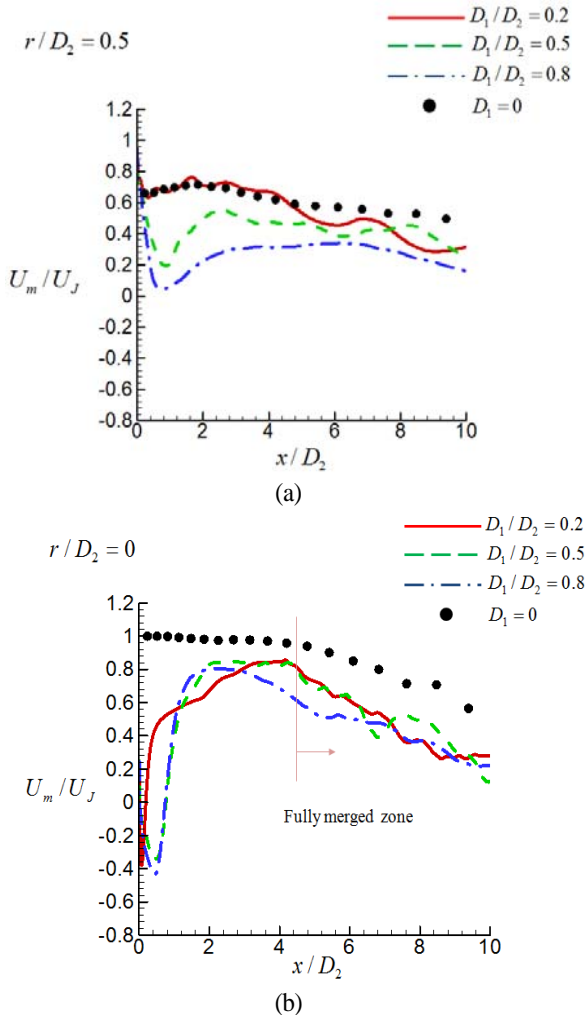 r / D₂ = 0.5
D₁ / D₂ = 0.2
D₁ / D₂ = 0.5
D₁ / D₂ = 0.8
D₁ = 0
1.2
1
0.8
0.6
0.4
0.2
0
-0.2
-0.4
-0.6
-0.8
Uₘ / U_J
0 2 4 6 8 10
x / D₂
(a)
r / D₂ = 0
D₁ / D₂ = 0.2
D₁ / D₂ = 0.5
D₁ / D₂ = 0.8
D₁ = 0
1.2
1
0.8
0.6
0.4
0.2
0
-0.2
-0.4
-0.6
-0.8
Uₘ / U_J
Fully merged zone
0 2 4 6 8 10
x / D₂
(b)